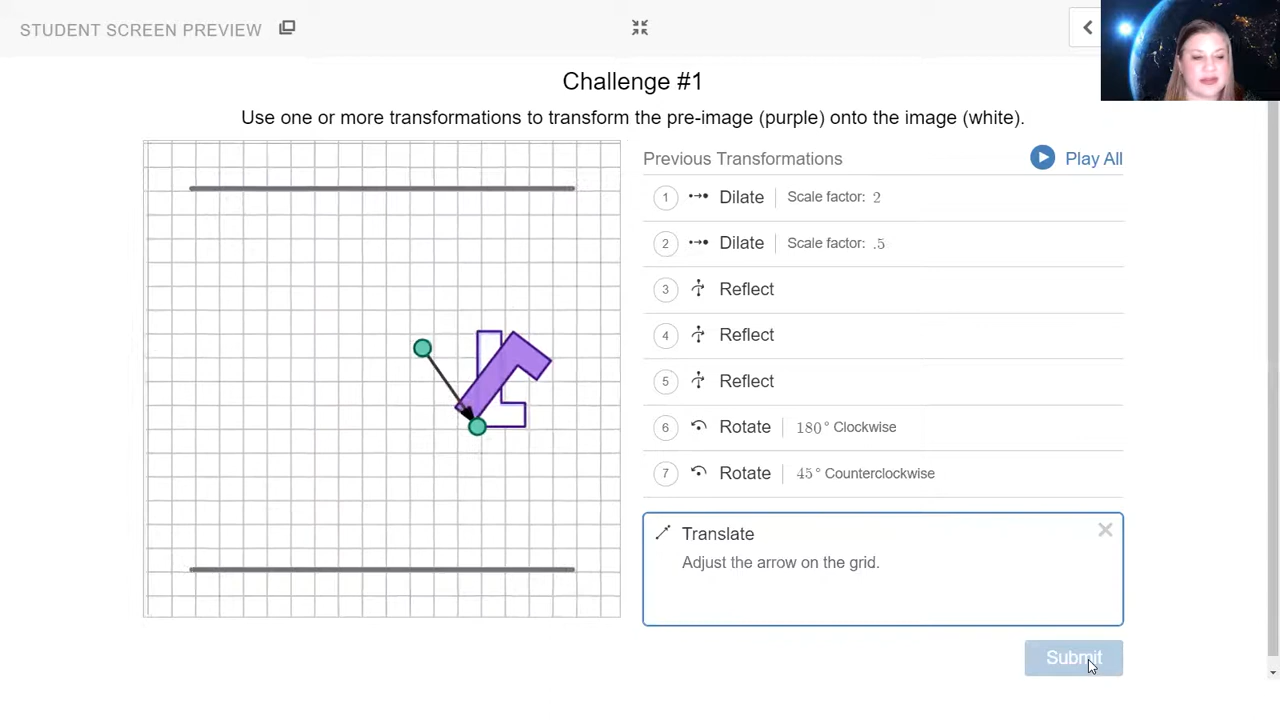 STUDENT SCREEN PREVIEW
Challenge #1
Use one or more transformations to transform the pre-image (purple) onto the image (white).
Previous Transformations
Play All
1 Dilate Scale factor: 2
2 Dilate Scale factor: .5
3 Reflect
4 Reflect
5 Reflect
6 Rotate 180° Clockwise
7 Rotate 45° Counterclockwise
Translate
Adjust the arrow on the grid.
Submit